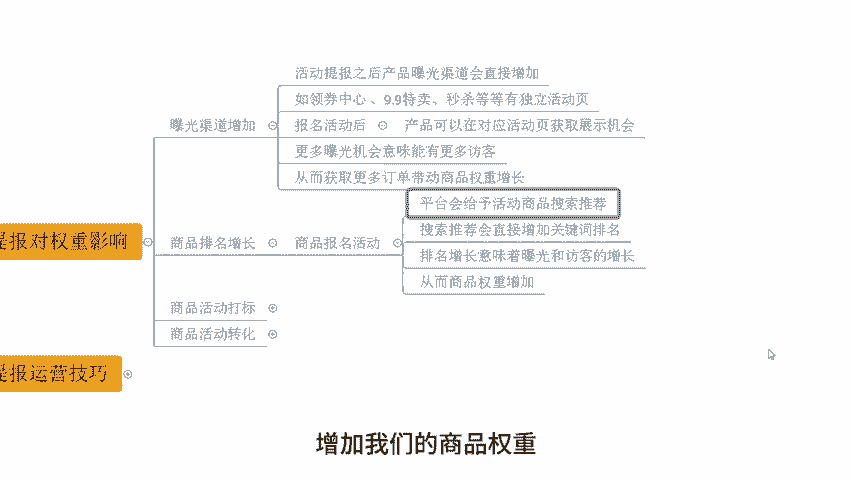 活动提报之后产品曝光渠道会直接增加
如领券中心、9.9特卖、秒杀等等有独立活动页
曝光渠道增加
报名活动后
产品可以在对应活动页获取展示机会
更多曝光机会意味能有更多访客
从而获取更多订单带动商品权重增长
平台会给予活动商品搜索推荐
搜索推荐会直接增加关键词排名
提报对权重影响
商品排名增长
商品报名活动
排名增长意味着曝光和访客的增长
从而商品权重增加
商品活动打标
商品活动转化
提报运营技巧
增加我们的商品权重